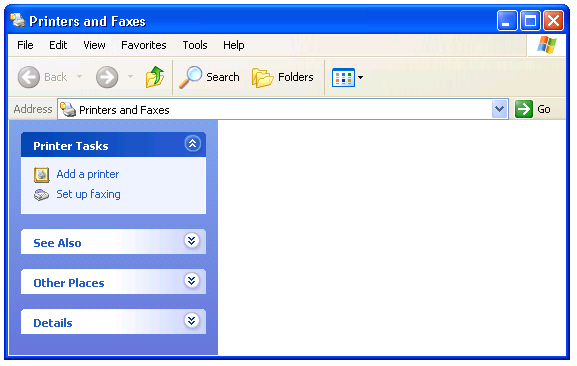 Printers and Faxes
File Edit View Favorites Tools Help
Back Search Folders
Address Printers and Faxes Go
Printer Tasks
Add a printer
Set up faxing
See Also
Other Places
Details